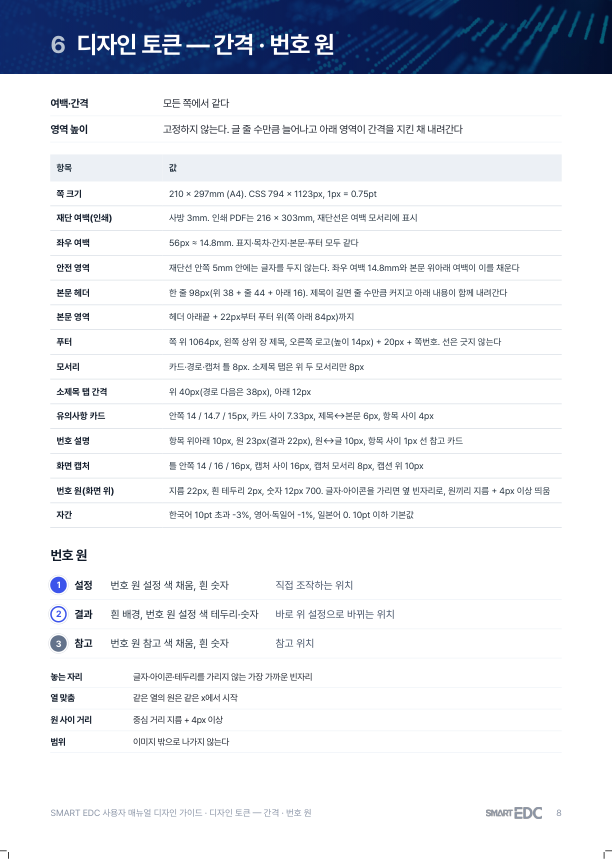 6 디자인 토큰 — 간격 · 번호 원
여백·간격 모든 쪽에서 같다
영역 높이 고정하지 않는다. 글 줄 수만큼 늘어나고 아래 영역이 간격을 지킨 채 내려간다
항목 값
쪽 크기 210 × 297mm (A4). CSS 794 × 1123px, 1px = 0.75pt
재단 여백(인쇄) 사방 3mm. 인쇄 PDF는 216 × 303mm, 재단선은 여백 모서리에 표시
좌우 여백 56px ≈ 14.8mm. 표지·목차·간지·본문·푸터 모두 같다
안전 영역 재단선 안쪽 5mm 안에는 글자를 두지 않는다. 좌우 여백 14.8mm와 본문 위아래 여백이 이를 채운다
본문 헤더 한 줄 98px(위 38 + 줄 44 + 아래 16). 제목이 길면 줄 수만큼 커지고 아래 내용이 함께 내려간다
본문 영역 헤더 아래끝 + 22px부터 푸터 위(쪽 아래 84px)까지
푸터 쪽 위 1064px, 왼쪽 상위 장 제목, 오른쪽 로고(높이 14px) + 20px + 쪽번호. 선은 긋지 않는다
모서리 카드·경로·캡처 틀 8px. 소제목 탭은 위 두 모서리만 8px
소제목 탭 간격 위 40px(경로 다음은 38px), 아래 12px
유의사항 카드 안쪽 14 / 14.7 / 15px, 카드 사이 7.33px, 제목↔본문 6px, 항목 사이 4px
번호 설명 항목 위아래 10px, 원 23px(결과 22px), 원↔글 10px, 항목 사이 1px 선 참고 카드
화면 캡처 틀 안쪽 14 / 16 / 16px, 캡처 사이 16px, 캡처 모서리 8px, 캡션 위 10px
번호 원(화면 위) 지름 22px, 흰 테두리 2px, 숫자 12px 700. 글자·아이콘을 가리면 옆 빈자리로, 원끼리 지름 + 4px 이상 띄움
자간 한국어 10pt 초과 -3%, 영어·독일어 -1%, 일본어 0. 10pt 이하 기본값
번호 원
1 설정 번호 원 설정 색 채움, 흰 숫자 직접 조작하는 위치
2 결과 흰 배경, 번호 원 설정 색 테두리·숫자 바로 위 설정으로 바뀌는 위치
3 참고 번호 원 참고 색 채움, 흰 숫자 참고 위치
놓는 자리 글자·아이콘·테두리를 가리지 않는 가장 가까운 빈자리
열 맞춤 같은 열의 원은 같은 x에서 시작
원 사이 거리 중심 거리 지름 + 4px 이상
범위 이미지 밖으로 나가지 않는다
SMART EDC 사용자 매뉴얼 디자인 가이드 · 디자인 토큰 — 간격 · 번호 원 SMART EDC 8